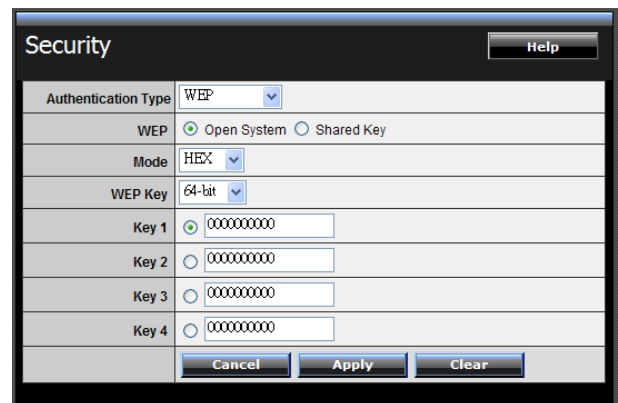 Security
Help
Authentication Type WEP
WEP Open System Shared Key
Mode HEX
WEP Key 64-bit
Key 1 0000000000
Key 2 0000000000
Key 3 0000000000
Key 4 0000000000
Cancel Apply Clear